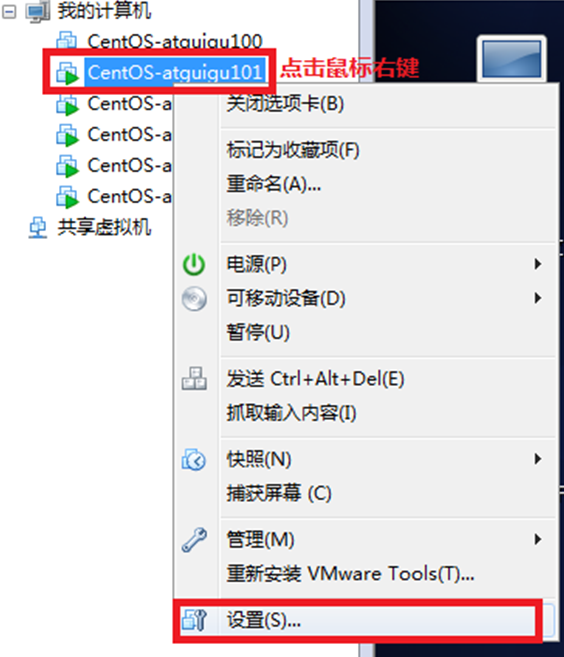 我的计算机
CentOS-atguigu100
CentOS-atguigu101
点击鼠标右键
CentOS-a
关闭选项卡(B)
CentOS-a
标记为收藏项(F)
CentOS-a
重命名(A)...
CentOS-a
移除(R)
共享虚拟机
电源(P)
可移动设备(D)
暂停(U)
发送 Ctrl+Alt+Del(E)
抓取输入内容(I)
快照(N)
捕获屏幕 (C)
管理(M)
重新安装 VMware Tools(T)...
设置(S)...